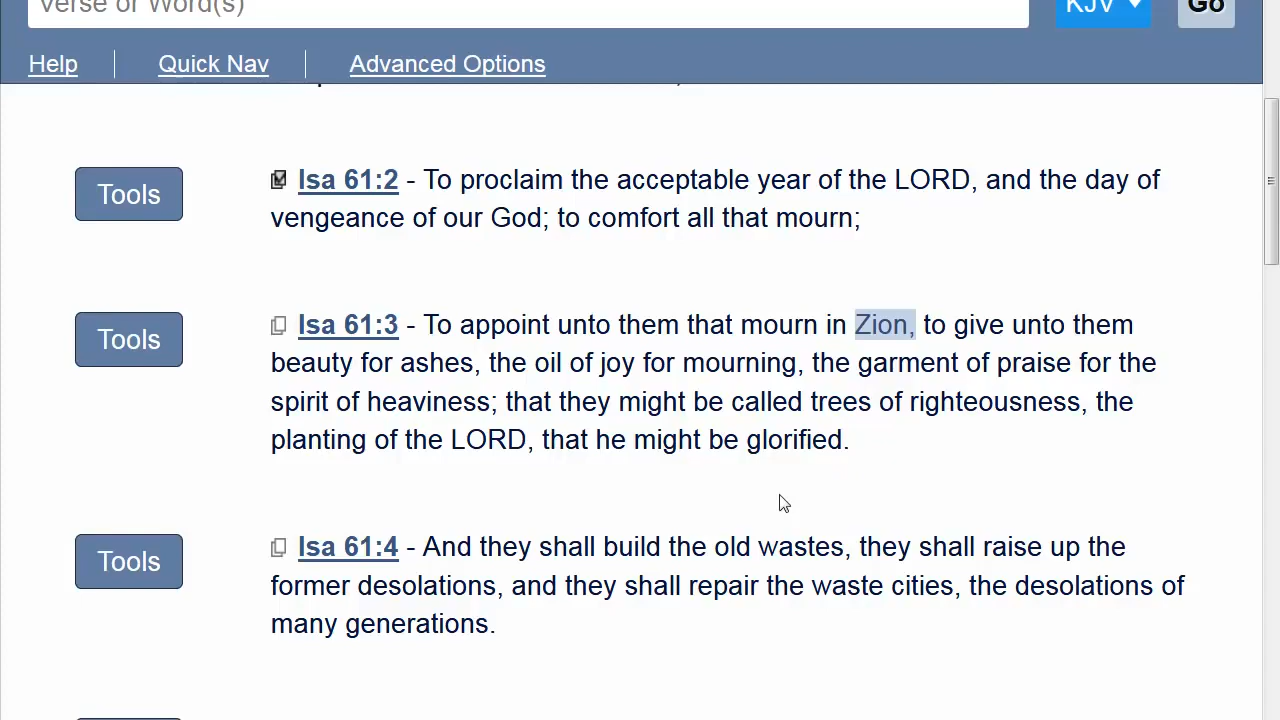 Verse or Word(s)
KJV
Go
Help
Quick Nav
Advanced Options
Tools
Isa 61:2 - To proclaim the acceptable year of the LORD, and the day of
vengeance of our God; to comfort all that mourn;
Tools
Isa 61:3 - To appoint unto them that mourn in Zion, to give unto them
beauty for ashes, the oil of joy for mourning, the garment of praise for the
spirit of heaviness; that they might be called trees of righteousness, the
planting of the LORD, that he might be glorified.
Tools
Isa 61:4 - And they shall build the old wastes, they shall raise up the
former desolations, and they shall repair the waste cities, the desolations of
many generations.